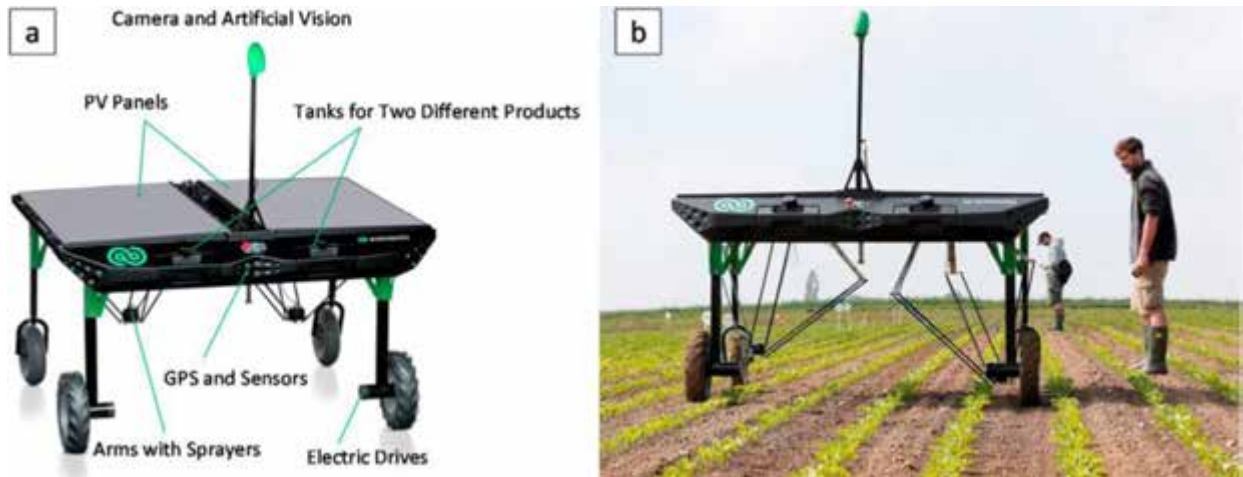 a
Camera and Artificial Vision
PV Panels
Tanks for Two Different Products
GPS and Sensors
Arms with Sprayers
Electric Drives
b